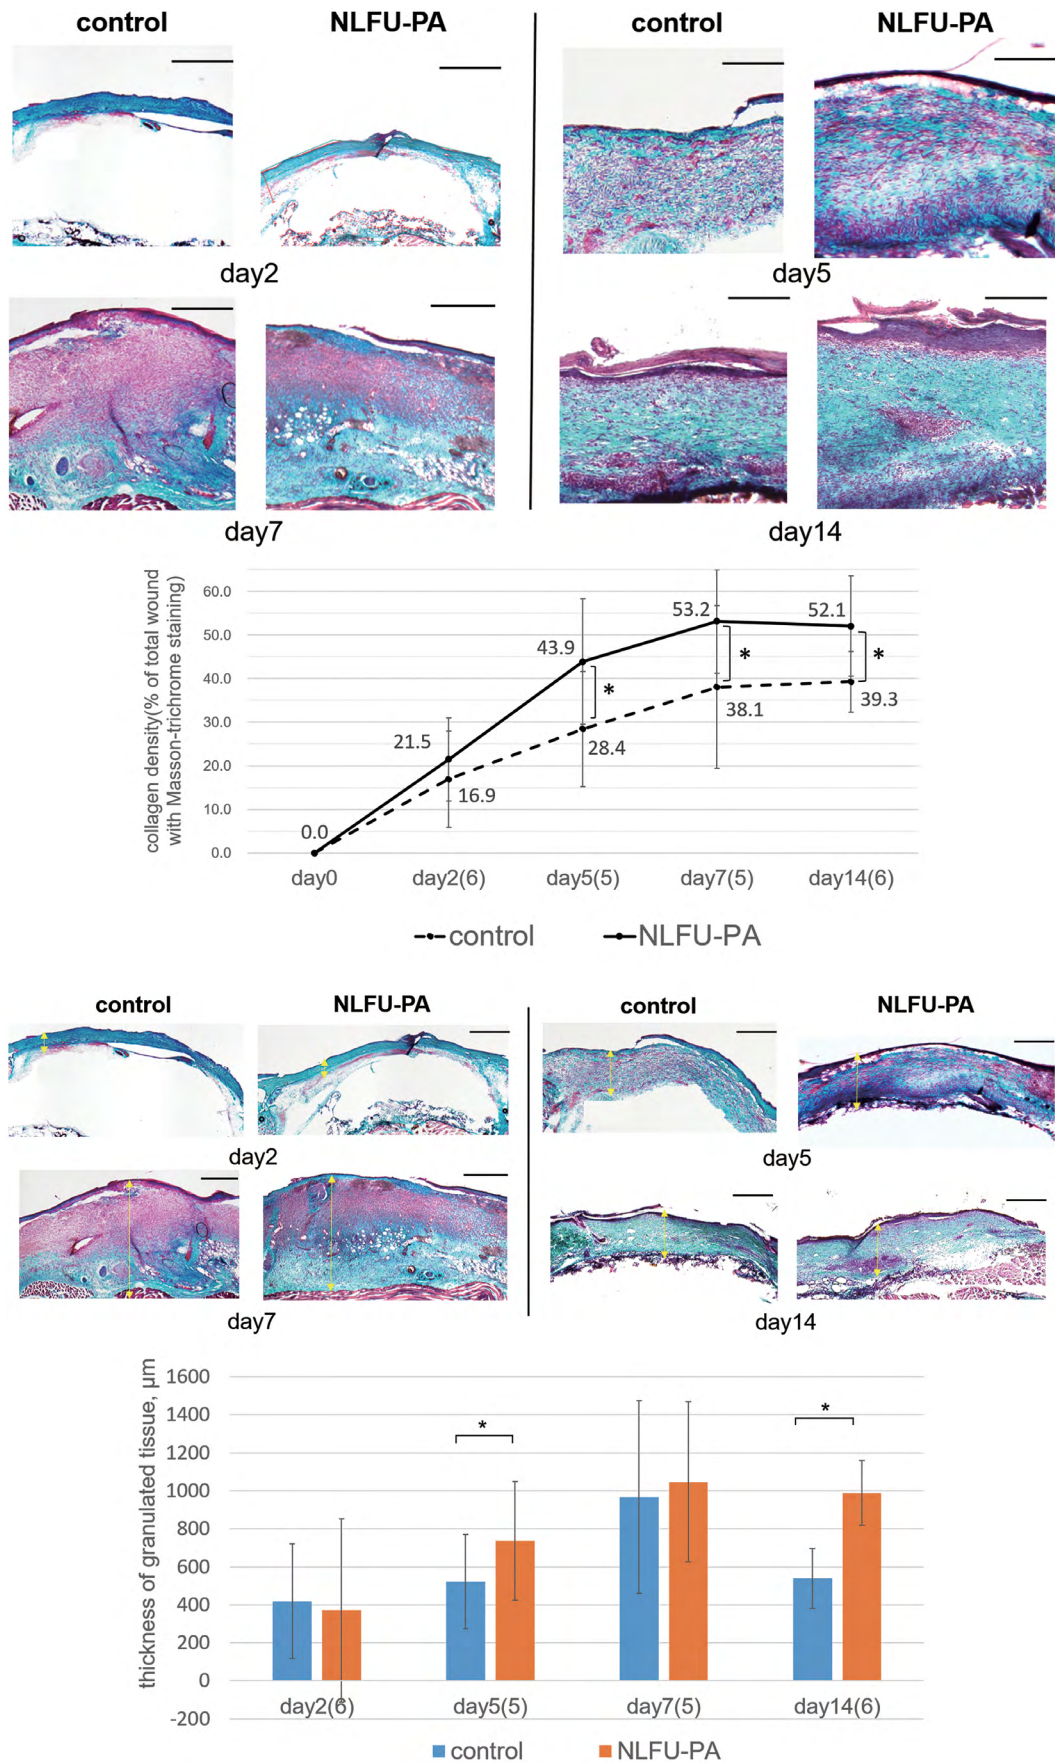 control NLFU-PA control NLFU-PA
day2 day5
day7 day14
collagen density(% of total wound
with Masson-trichrome staining)
60.0
50.0
40.0
30.0
20.0
10.0
0.0
0.0
21.5
16.9
43.9
28.4
53.2
38.1
52.1
39.3
*
*
*
day0 day2(6) day5(5) day7(5) day14(6)
control NLFU-PA
control NLFU-PA control NLFU-PA
day2 day5
day7 day14
thickness of granulated tissue, µm
1600
1400
1200
1000
800
600
400
200
0
-200
*
*
day2(6) day5(5) day7(5) day14(6)
control NLFU-PA